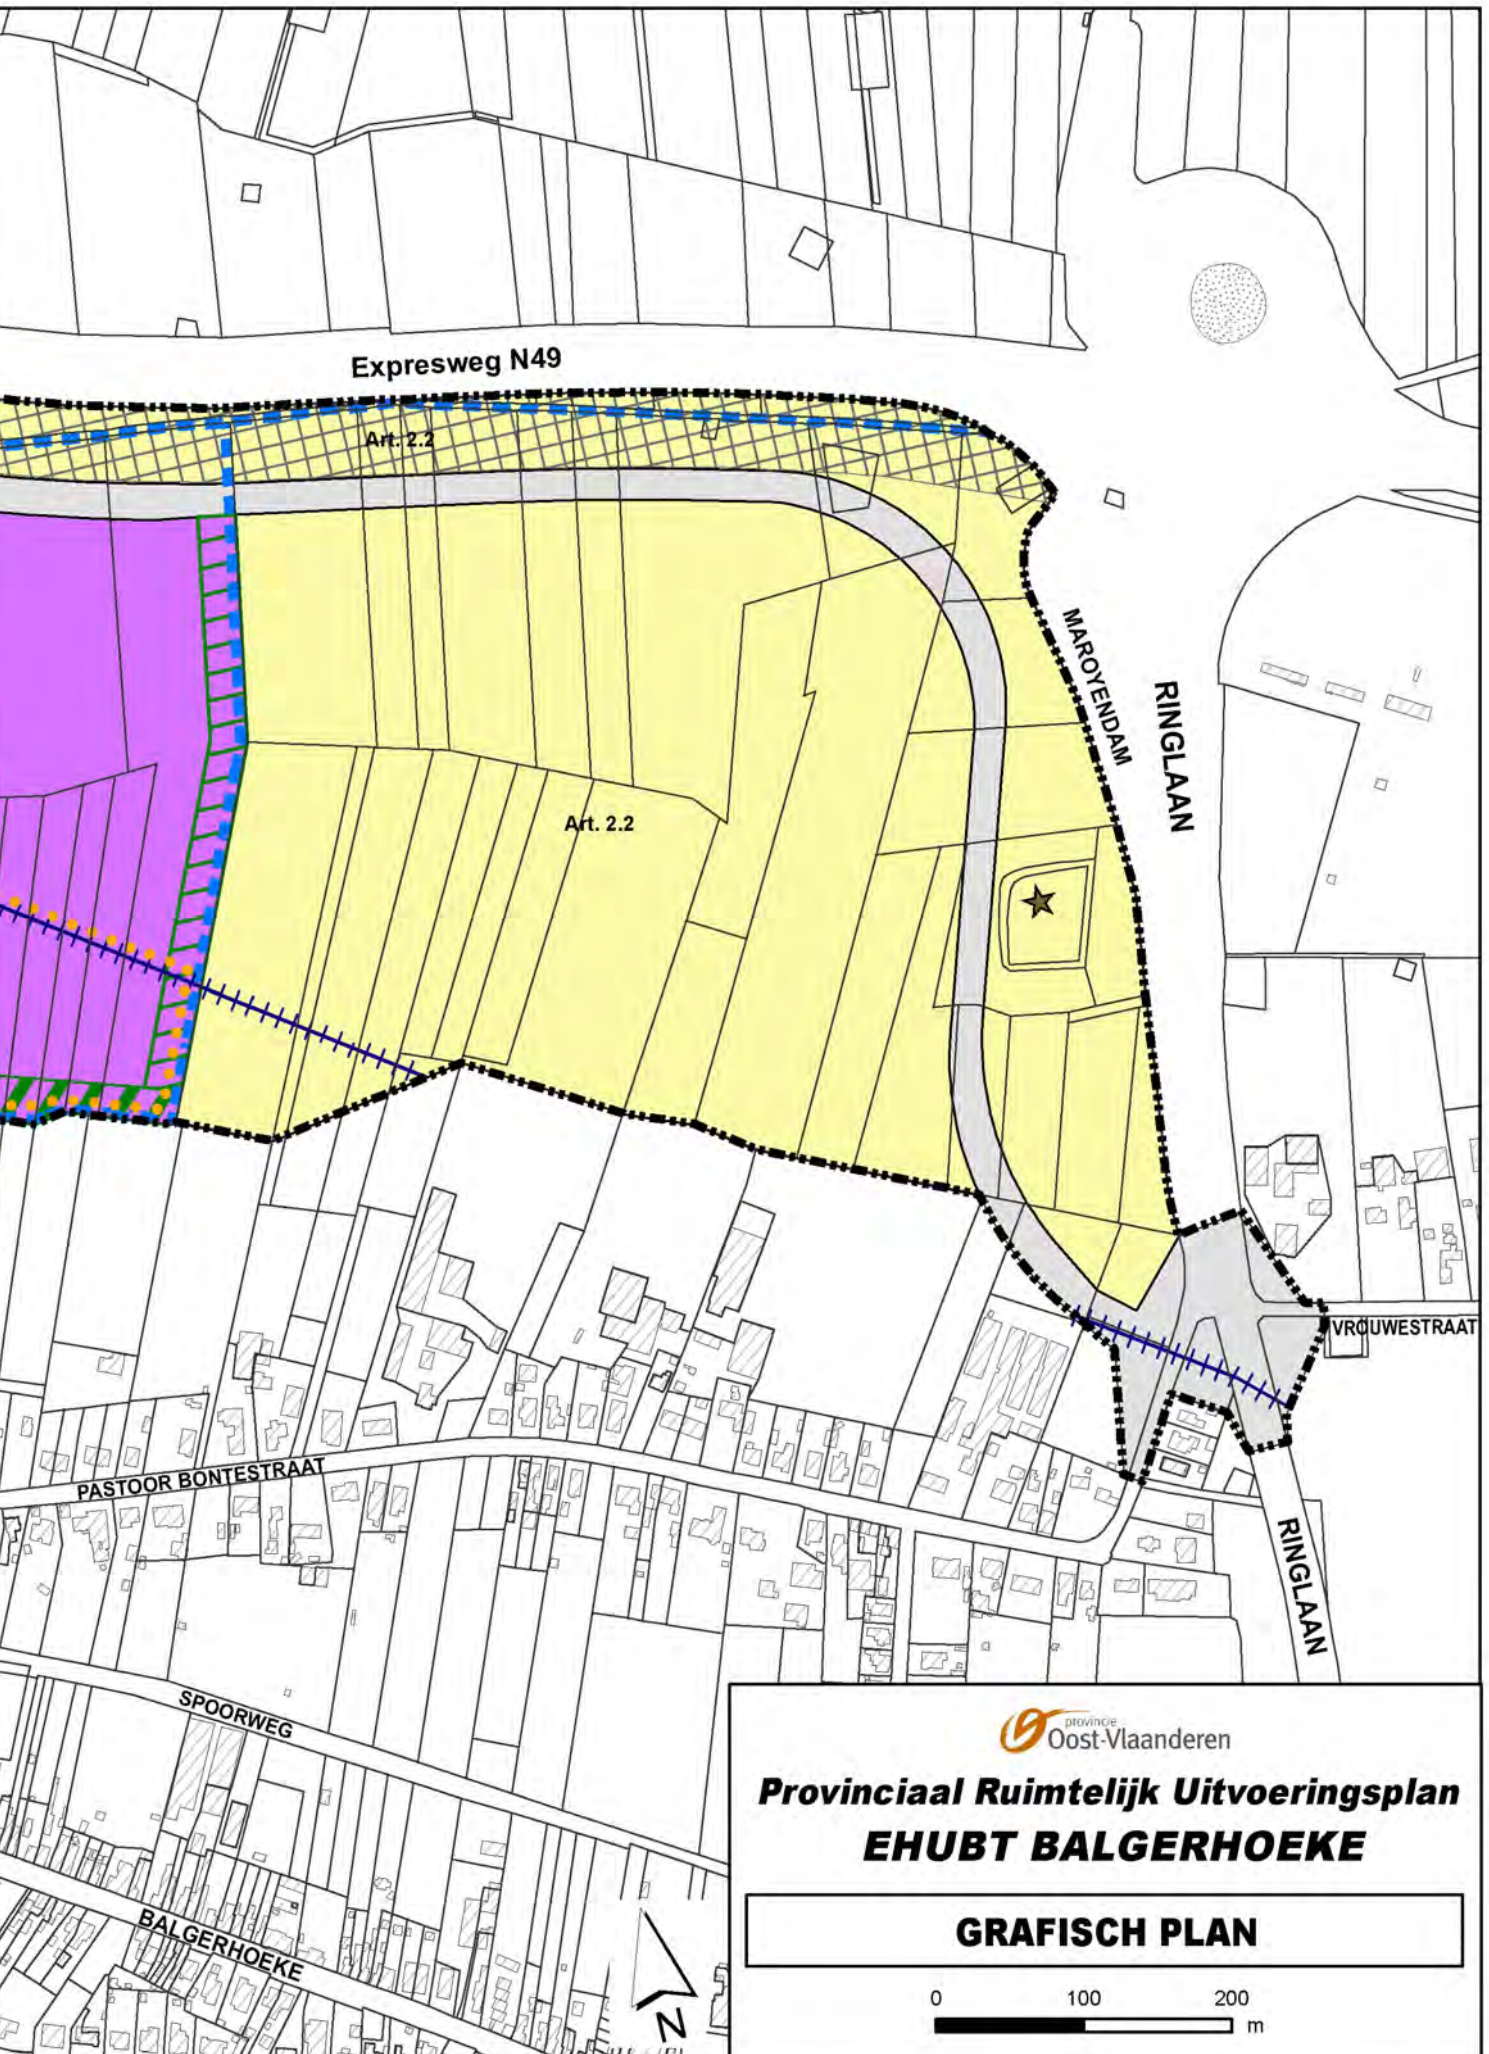 Expresweg N49
Art. 2.2
MAROYENDAM
RINGLAAN
Art. 2.2
VROUWESTRAAT
PASTOOR BONTESTRAAT
RINGLAAN
SPOORWEG
BALGERHOEKE
provincie
Oost-Vlaanderen
Provinciaal Ruimtelijk Uitvoeringsplan
EHUBT BALGERHOEKE
GRAFISCH PLAN
0 100 200
m
N